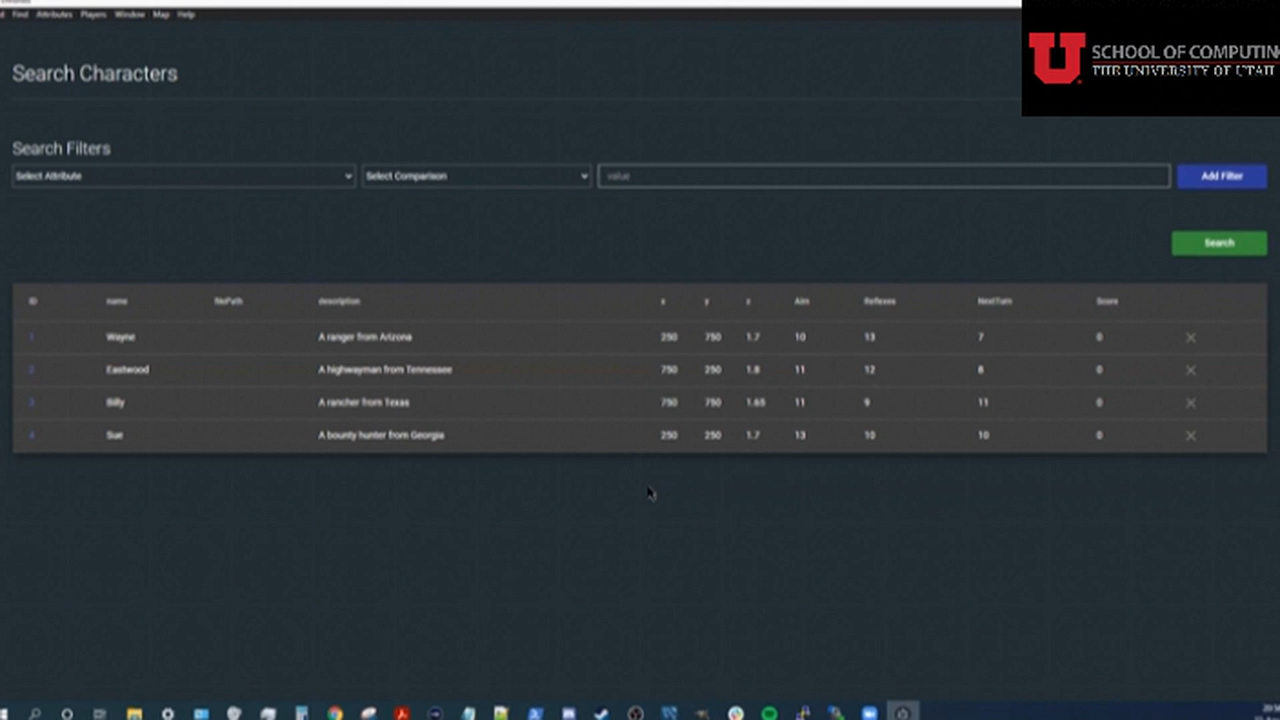 Find Attributes Players Window Map Help
SCHOOL OF COMPUTIN
THE UNIVERSITY OF UTAH
Search Characters
Search Filters
Select Attribute Select Comparison value Add Filter
Search
ID name filePath description x y z Aim Reflexes NextTurn Score
1 Wayne A ranger from Arizona 250 750 1.7 10 13 7 0
2 Eastwood A highwayman from Tennessee 750 250 1.8 11 12 8 0
3 Billy A rancher from Texas 750 750 1.65 11 9 11 0
4 Sue A bounty hunter from Georgia 250 250 1.7 13 10 10 0